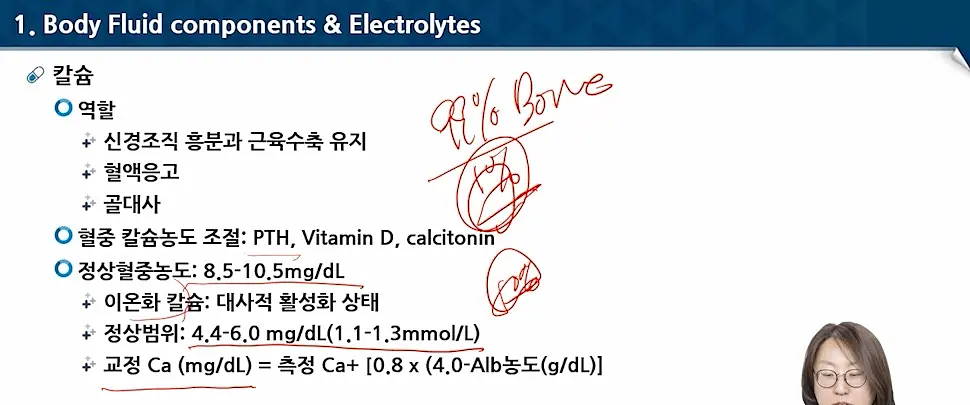 1. Body Fluid components & Electrolytes
칼슘
역할
신경조직 흥분과 근육수축 유지
혈액응고
골대사
혈중 칼슘농도 조절: PTH, Vitamin D, calcitonin
정상혈중농도: 8.5-10.5mg/dL
이온화 칼슘: 대사적 활성화 상태
정상범위: 4.4-6.0 mg/dL(1.1-1.3mmol/L)
교정 Ca (mg/dL) = 측정 Ca+ [0.8 x (4.0-Alb농도(g/dL)]
99% Bone